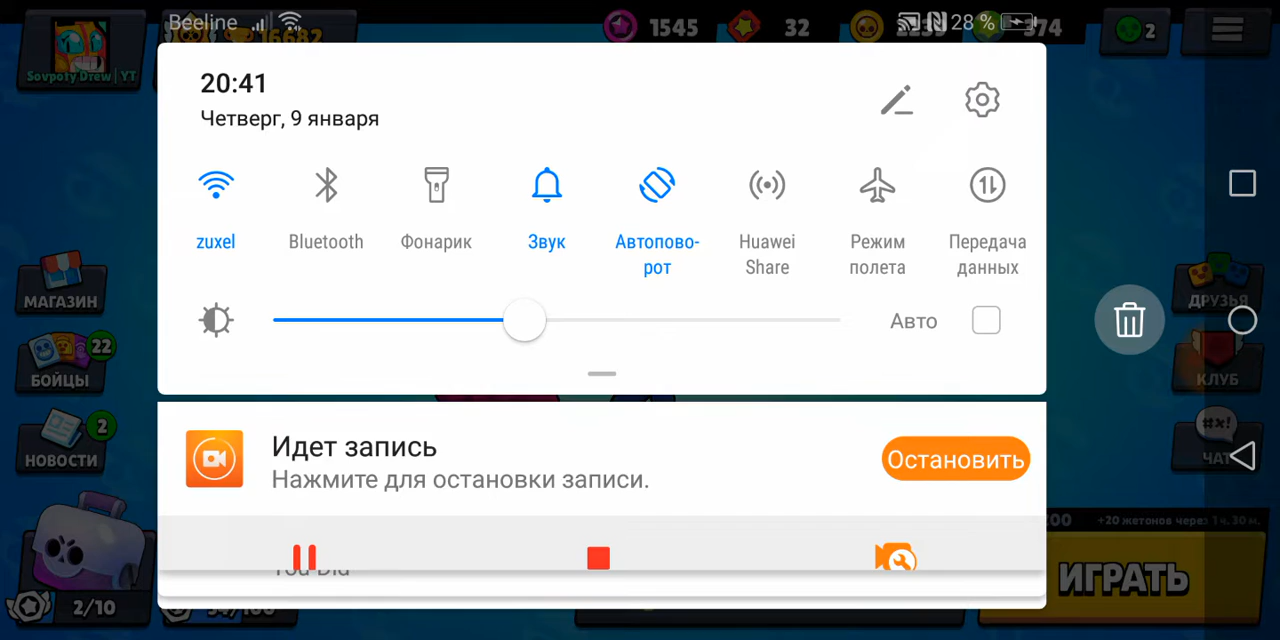 Beeline
28 %
16682
1545
32
374
2
Sovpoty Drew | YT
20:41
Четверг, 9 января
zuxel
Bluetooth
Фонарик
Звук
Автопово-
рот
Huawei
Share
Режим
полета
Передача
данных
Авто
МАГАЗИН
22
БОЙЦЫ
2
НОВОСТИ
ДРУЗЬЯ
КЛУБ
#×!
ЧАТ
Идет запись
Нажмите для остановки записи.
Остановить
+20 жетонов через 1 ч. 30 м.
ИГРАТЬ
2/10